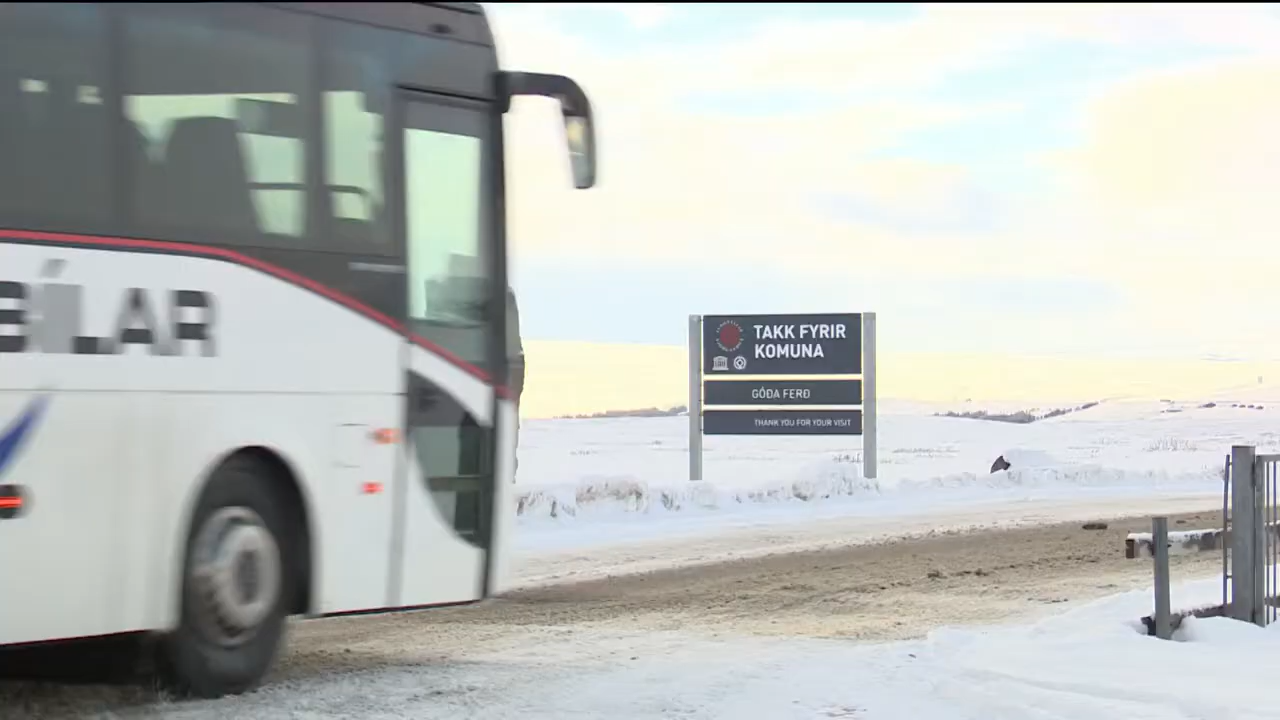 BÍLAR
TAKK FYRIR
KOMUNA
GÓÐA FERÐ
THANK YOU FOR YOUR VISIT